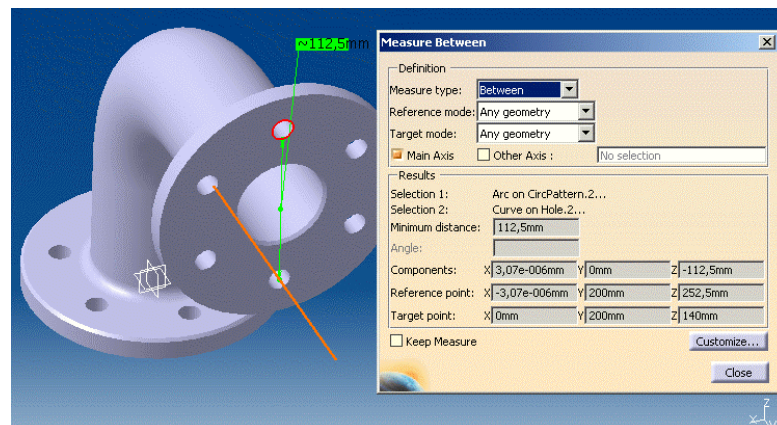 ~112,5mm
Measure Between
Definition
Measure type: Between
Reference mode: Any geometry
Target mode: Any geometry
Main Axis Other Axis : No selection
Results
Selection 1: Arc on CircPattern.2...
Selection 2: Curve on Hole.2...
Minimum distance: 112,5mm
Angle:
Components: X 3,07e-006mm Y 0mm Z -112,5mm
Reference point: X -3,07e-006mm Y 200mm Z 252,5mm
Target point: X 0mm Y 200mm Z 140mm
Keep Measure Customize...
Close
z
x y